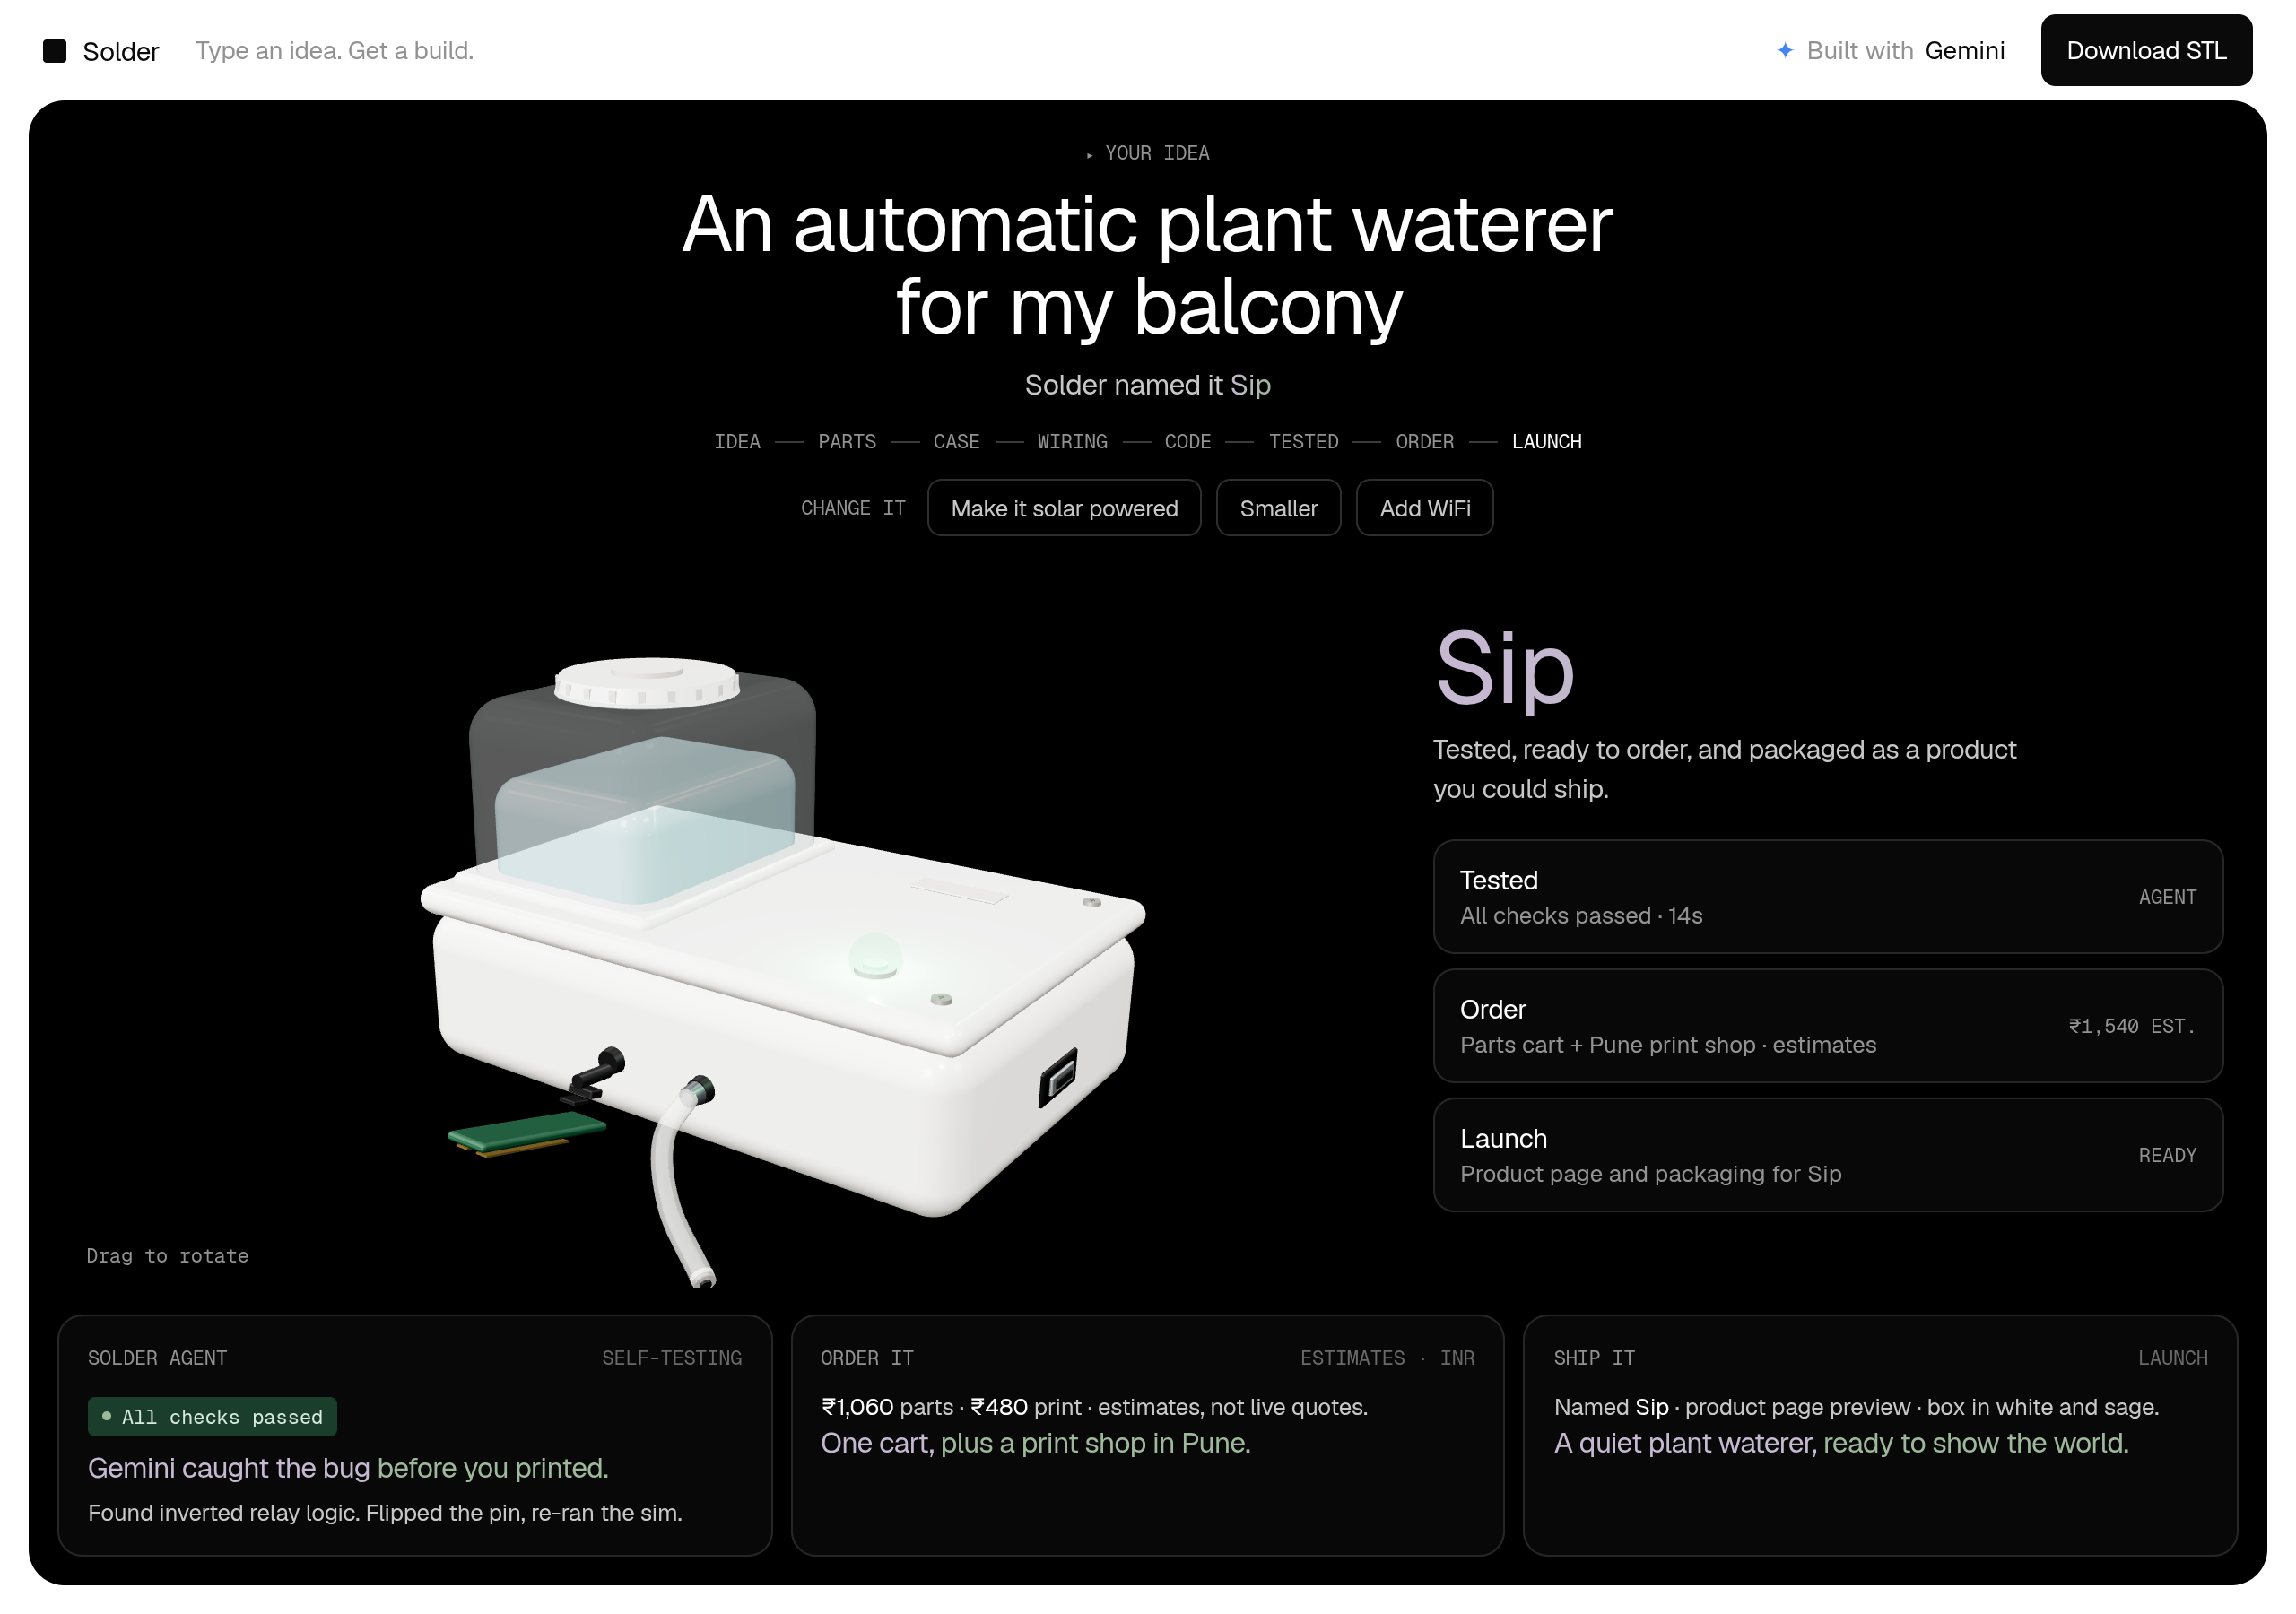 Solder
Type an idea. Get a build.
✦ Built with Gemini
Download STL
▸ YOUR IDEA
An automatic plant waterer
for my balcony
Solder named it Sip
IDEA — PARTS — CASE — WIRING — CODE — TESTED — ORDER — LAUNCH
CHANGE IT
Make it solar powered
Smaller
Add WiFi
Sip
Tested, ready to order, and packaged as a product
you could ship.
Tested
All checks passed · 14s
AGENT
Order
Parts cart + Pune print shop · estimates
₹1,540 EST.
Launch
Product page and packaging for Sip
READY
Drag to rotate
SOLDER AGENT
SELF-TESTING
All checks passed
Gemini caught the bug before you printed.
Found inverted relay logic. Flipped the pin, re-ran the sim.
ORDER IT
ESTIMATES · INR
₹1,060 parts · ₹480 print · estimates, not live quotes.
One cart, plus a print shop in Pune.
SHIP IT
LAUNCH
Named Sip · product page preview · box in white and sage.
A quiet plant waterer, ready to show the world.